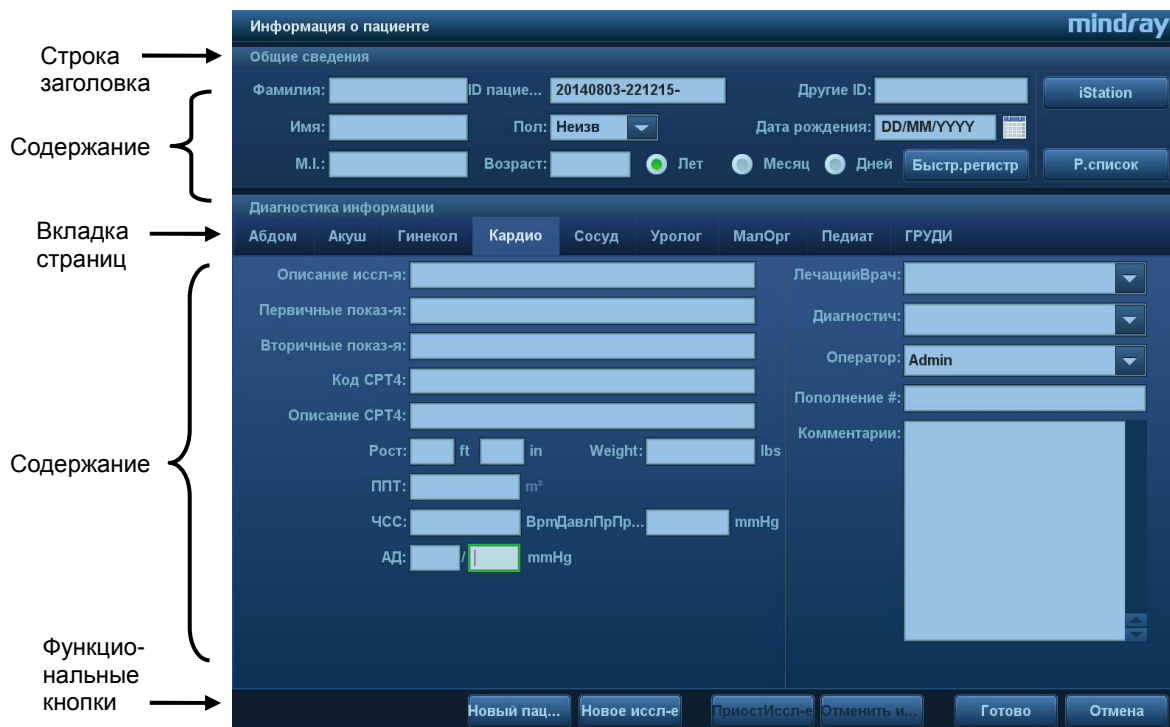 Информация о пациенте
mindray
Строка
заголовка
Общие сведения
Содержание
Фамилия:
ID пацие...
20140803-221215-
Другие ID:
iStation
Имя:
Пол:
Неизв
Дата рождения:
DD/MM/YYYY
M.I.:
Возраст:
Лет
Месяц
Дней
Быстр.регистр
Р.список
Вкладка
страниц
Диагностика информации
Абдом
Акуш
Гинекол
Кардио
Сосуд
Уролог
МалОрг
Педиат
ГРУДИ
Содержание
Описание иссл-я:
Первичные показ-я:
Вторичные показ-я:
Код CPT4:
Описание CPT4:
Рост:
ft
in
Weight:
lbs
ППТ:
m²
ЧСС:
Bpm
ДавлПрПр...
mmHg
АД:
/
mmHg
ЛечащийВрач:
Диагностич:
Оператор:
Admin
Пополнение #:
Комментарии:
Функцио-
нальные
кнопки
Новый пац...
Новое иссл-е
ПриостИссл-е
Отменить и...
Готово
Отмена